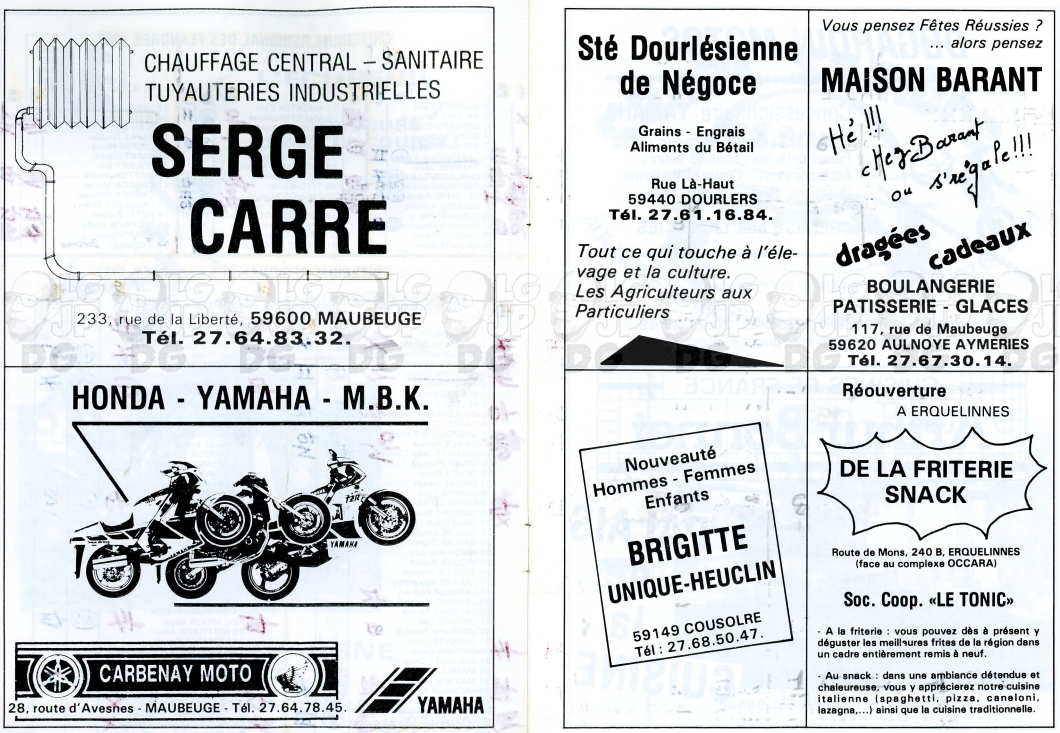 CHAUFFAGE CENTRAL – SANITAIRE
TUYAUTERIES INDUSTRIELLES
SERGE
CARRE
233, rue de la Liberté, 59600 MAUBEUGE
Tél. 27.64.83.32.
HONDA - YAMAHA - M.B.K.
YAMAHA
CARBENAY MOTO
28, route d'Avesnes - MAUBEUGE - Tél. 27.64.78.45.
YAMAHA
Sté Dourlésienne
de Négoce
Grains - Engrais
Aliments du Bétail
Rue Là-Haut
59440 DOURLERS
Tél. 27.61.16.84.
Tout ce qui touche à l'éle-
vage et la culture.
Les Agriculteurs aux
Particuliers
Vous pensez Fêtes Réussies ?
... alors pensez
MAISON BARANT
Hé !!!
chez Barant
ou s'régale!!!
dragées
cadeaux
BOULANGERIE
PATISSERIE - GLACES
117, rue de Maubeuge
59620 AULNOYE AYMERIES
Tél. 27.67.30.14.
Nouveauté
Hommes - Femmes
Enfants
BRIGITTE
UNIQUE-HEUCLIN
59149 COUSOLRE
Tél : 27.68.50.47.
Réouverture
A ERQUELINNES
DE LA FRITERIE
SNACK
Route de Mons, 240 B, ERQUELINNES
(face au complexe OCCARA)
Soc. Coop. «LE TONIC»
- A la friterie : vous pouvez dès à présent y
déguster les meilleures frites de la région dans
un cadre entièrement remis à neuf.
- Au snack : dans une ambiance détendue et
chaleureuse, vous y apprécierez notre cuisine
italienne (spaghetti, pizza, caneloni,
lazagna,...) ainsi que la cuisine traditionnelle.
LG
JP
DG